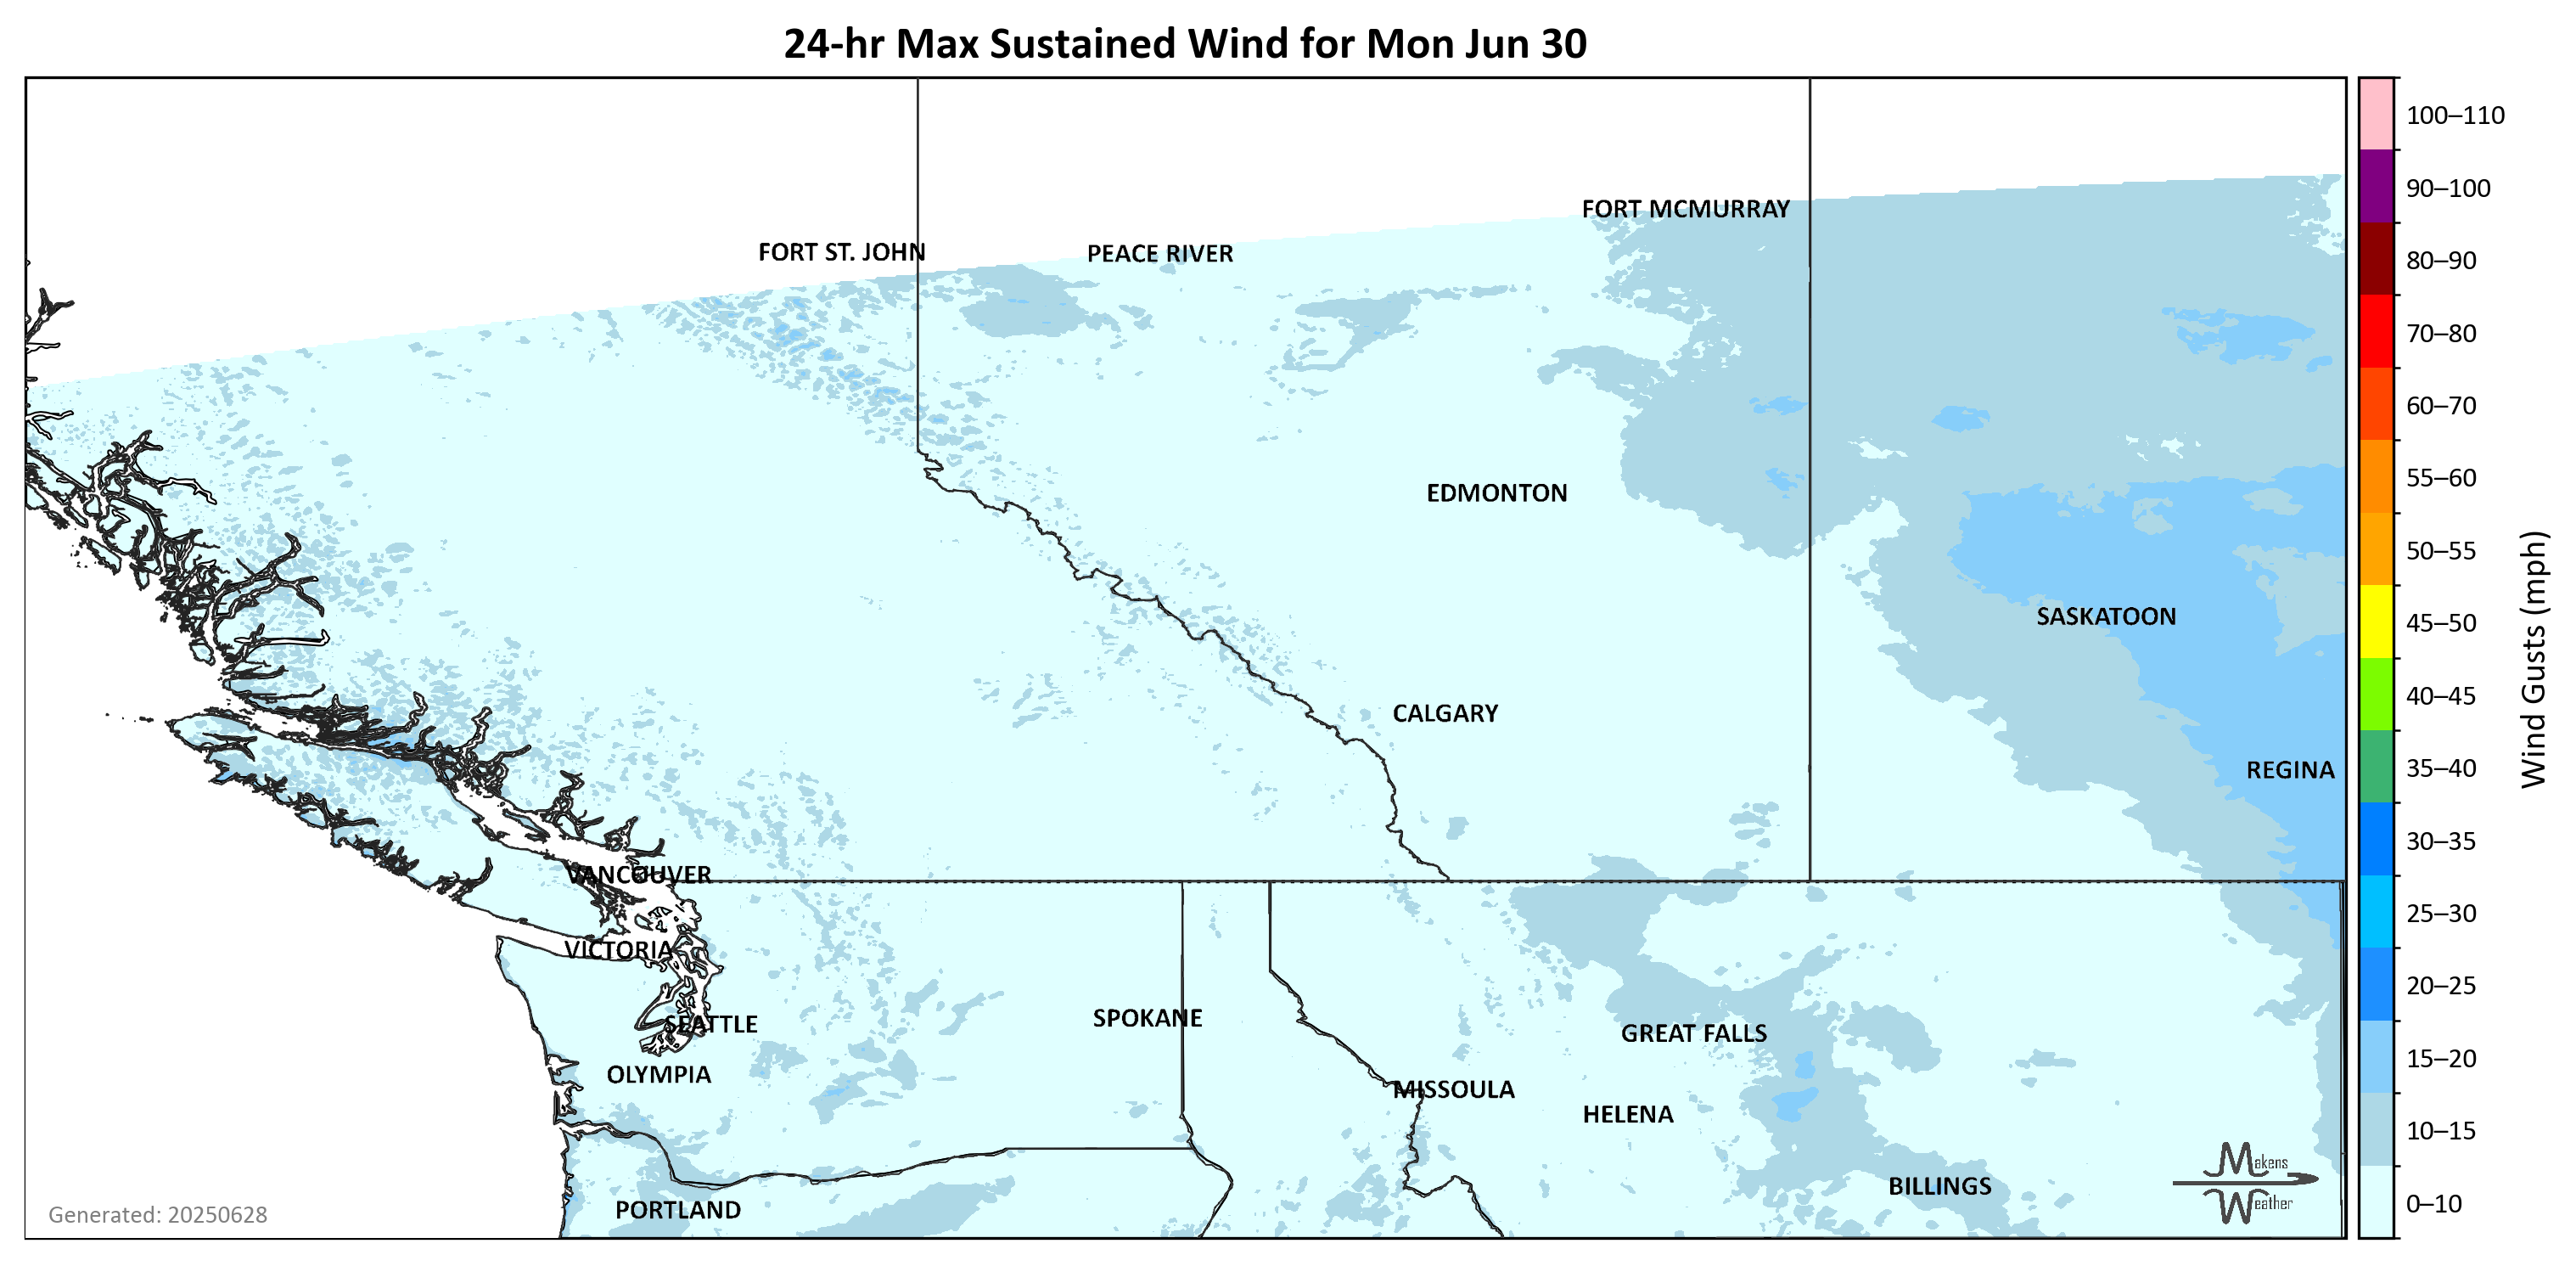 24-hr Max Sustained Wind for Mon Jun 30
100–110
90–100
80–90
70–80
60–70
55–60
50–55
45–50
40–45
35–40
30–35
25–30
20–25
15–20
10–15
0–10
Wind Gusts (mph)
FORT MCMURRAY
FORT ST. JOHN
PEACE RIVER
EDMONTON
SASKATOON
CALGARY
REGINA
VANCOUVER
VICTORIA
SEATTLE
SPOKANE
GREAT FALLS
OLYMPIA
MISSOULA
HELENA
BILLINGS
PORTLAND
Makens
Weather
Generated: 20250628